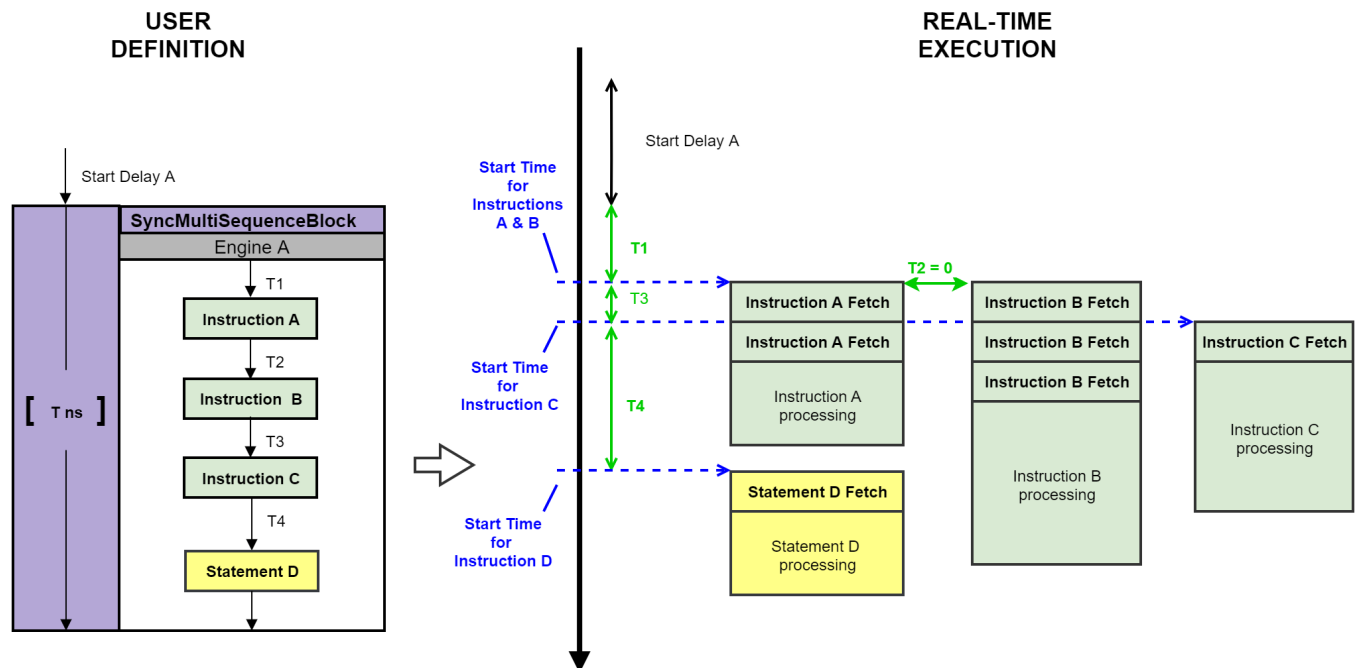 USER
DEFINITION
REAL-TIME
EXECUTION
Start Delay A
SyncMultiSequenceBlock
Engine A
T1
Instruction A
T2
Instruction B
T3
Instruction C
T4
Statement D
[ T ns ]
Start Delay A
Start Time
for
Instructions
A & B
T1
T3
Start Time
for
Instruction C
T4
Start Time
for
Instruction D
T2 = 0
Instruction A Fetch
Instruction A Fetch
Instruction A
processing
Statement D Fetch
Statement D
processing
Instruction B Fetch
Instruction B Fetch
Instruction B Fetch
Instruction B
processing
Instruction C Fetch
Instruction C
processing